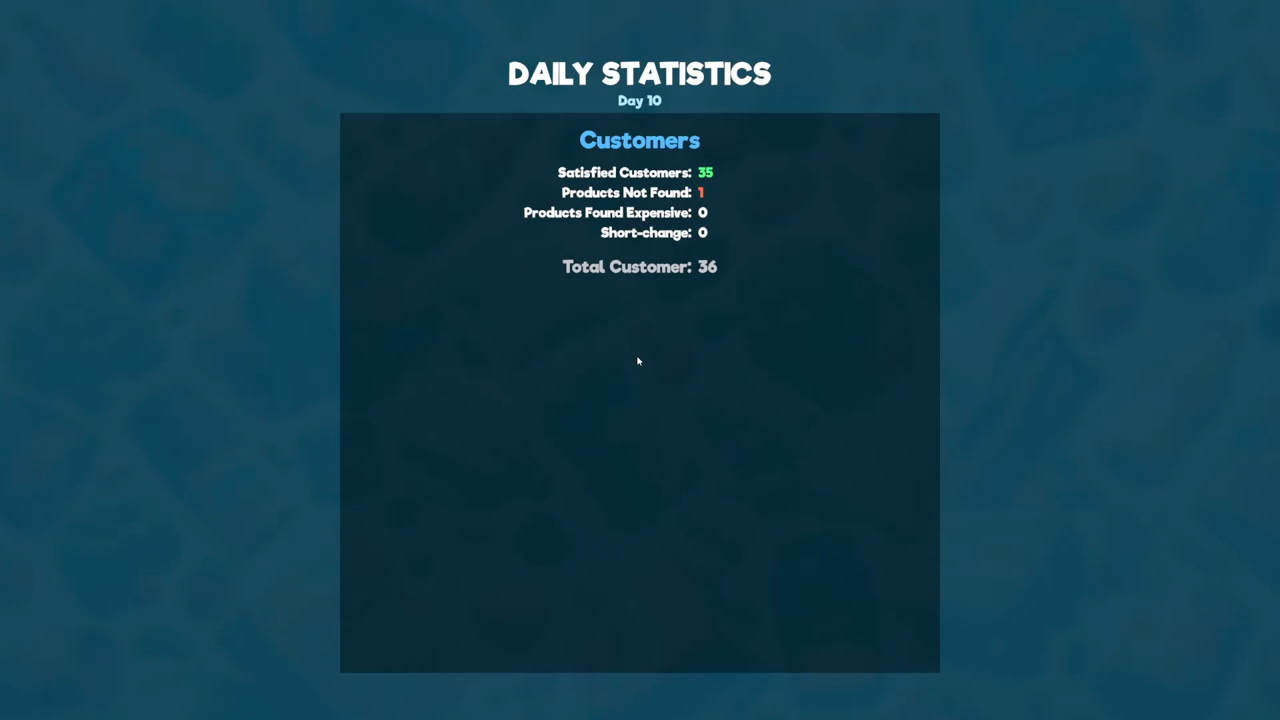 DAILY STATISTICS
Day 10
Customers
Satisfied Customers: 35
Products Not Found: 1
Products Found Expensive: 0
Short-change: 0
Total Customer: 36